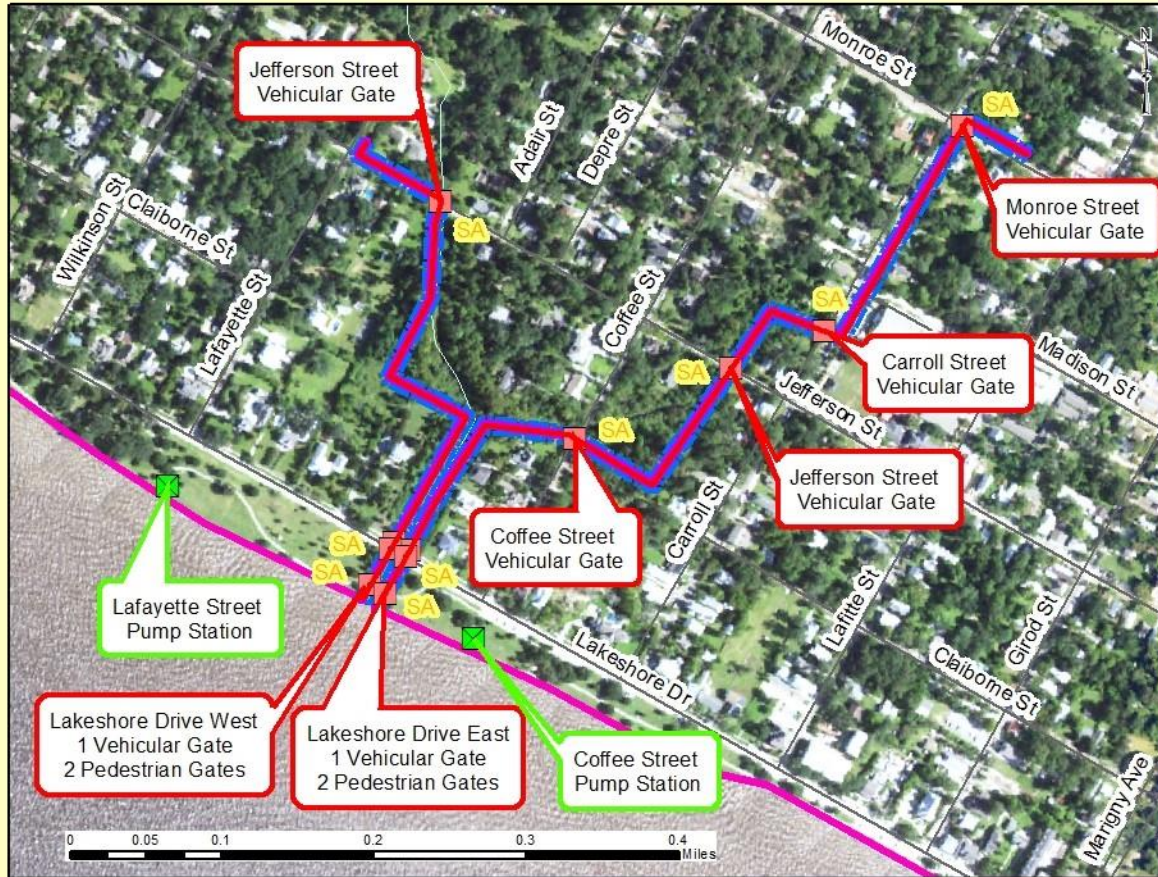 Monroe St
N
Jefferson Street
Vehicular Gate
SA
Adair St
Depre St
Monroe Street
Vehicular Gate
Wilkinson St
Claiborne St
SA
Lafayette St
Coffee St
SA
Carroll Street
Vehicular Gate
Madison St
SA
Jefferson St
SA
Jefferson Street
Vehicular Gate
Coffee Street
Vehicular Gate
Carroll St
SA
SA
SA
SA
Lafayette Street
Pump Station
Lafitte St
Girod St
Lakeshore Dr
Claiborne St
Lakeshore Drive West
1 Vehicular Gate
2 Pedestrian Gates
Lakeshore Drive East
1 Vehicular Gate
2 Pedestrian Gates
Coffee Street
Pump Station
Marigny Ave
0 0.05 0.1 0.2 0.3 0.4
Miles